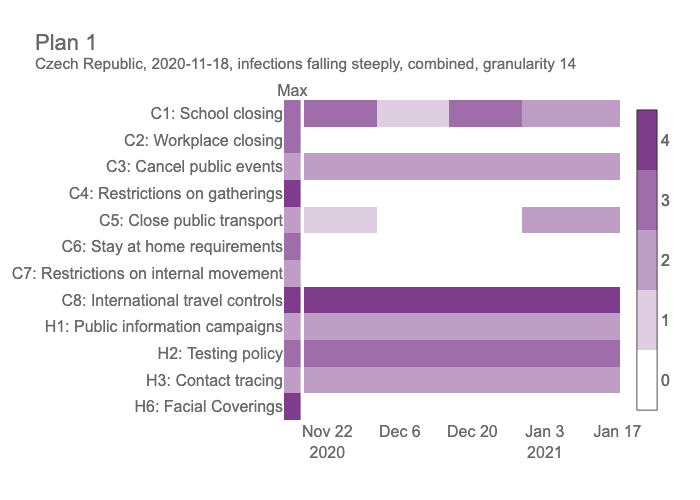 Plan 1
Czech Republic, 2020-11-18, infections falling steeply, combined, granularity 14
Max
C1: School closing
C2: Workplace closing
C3: Cancel public events
C4: Restrictions on gatherings
C5: Close public transport
C6: Stay at home requirements
C7: Restrictions on internal movement
C8: International travel controls
H1: Public information campaigns
H2: Testing policy
H3: Contact tracing
H6: Facial Coverings
4
3
2
1
0
Nov 22 Dec 6 Dec 20 Jan 3 Jan 17
2020 2021